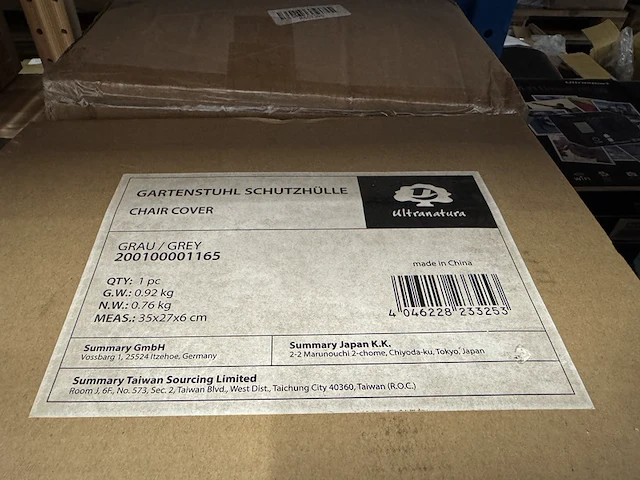 GARTENSTUHL SCHUTZHÜLLE
CHAIR COVER
ultranatura
GRAU / GREY
200100001165
made in China
QTY: 1 pc
G.W.: 0.92 kg
N.W.: 0.76 kg
MEAS.: 35x27x6 cm
4 046228 233253
Summary GmbH
Vossbarg 1, 25524 Itzehoe, Germany
Summary Japan K.K.
2-2 Marunouchi 2-chome, Chiyoda-ku, Tokyo, Japan
Summary Taiwan Sourcing Limited
Room J, 6F., No. 573, Sec. 2, Taiwan Blvd., West Dist., Taichung City 40360, Taiwan (R.O.C.)